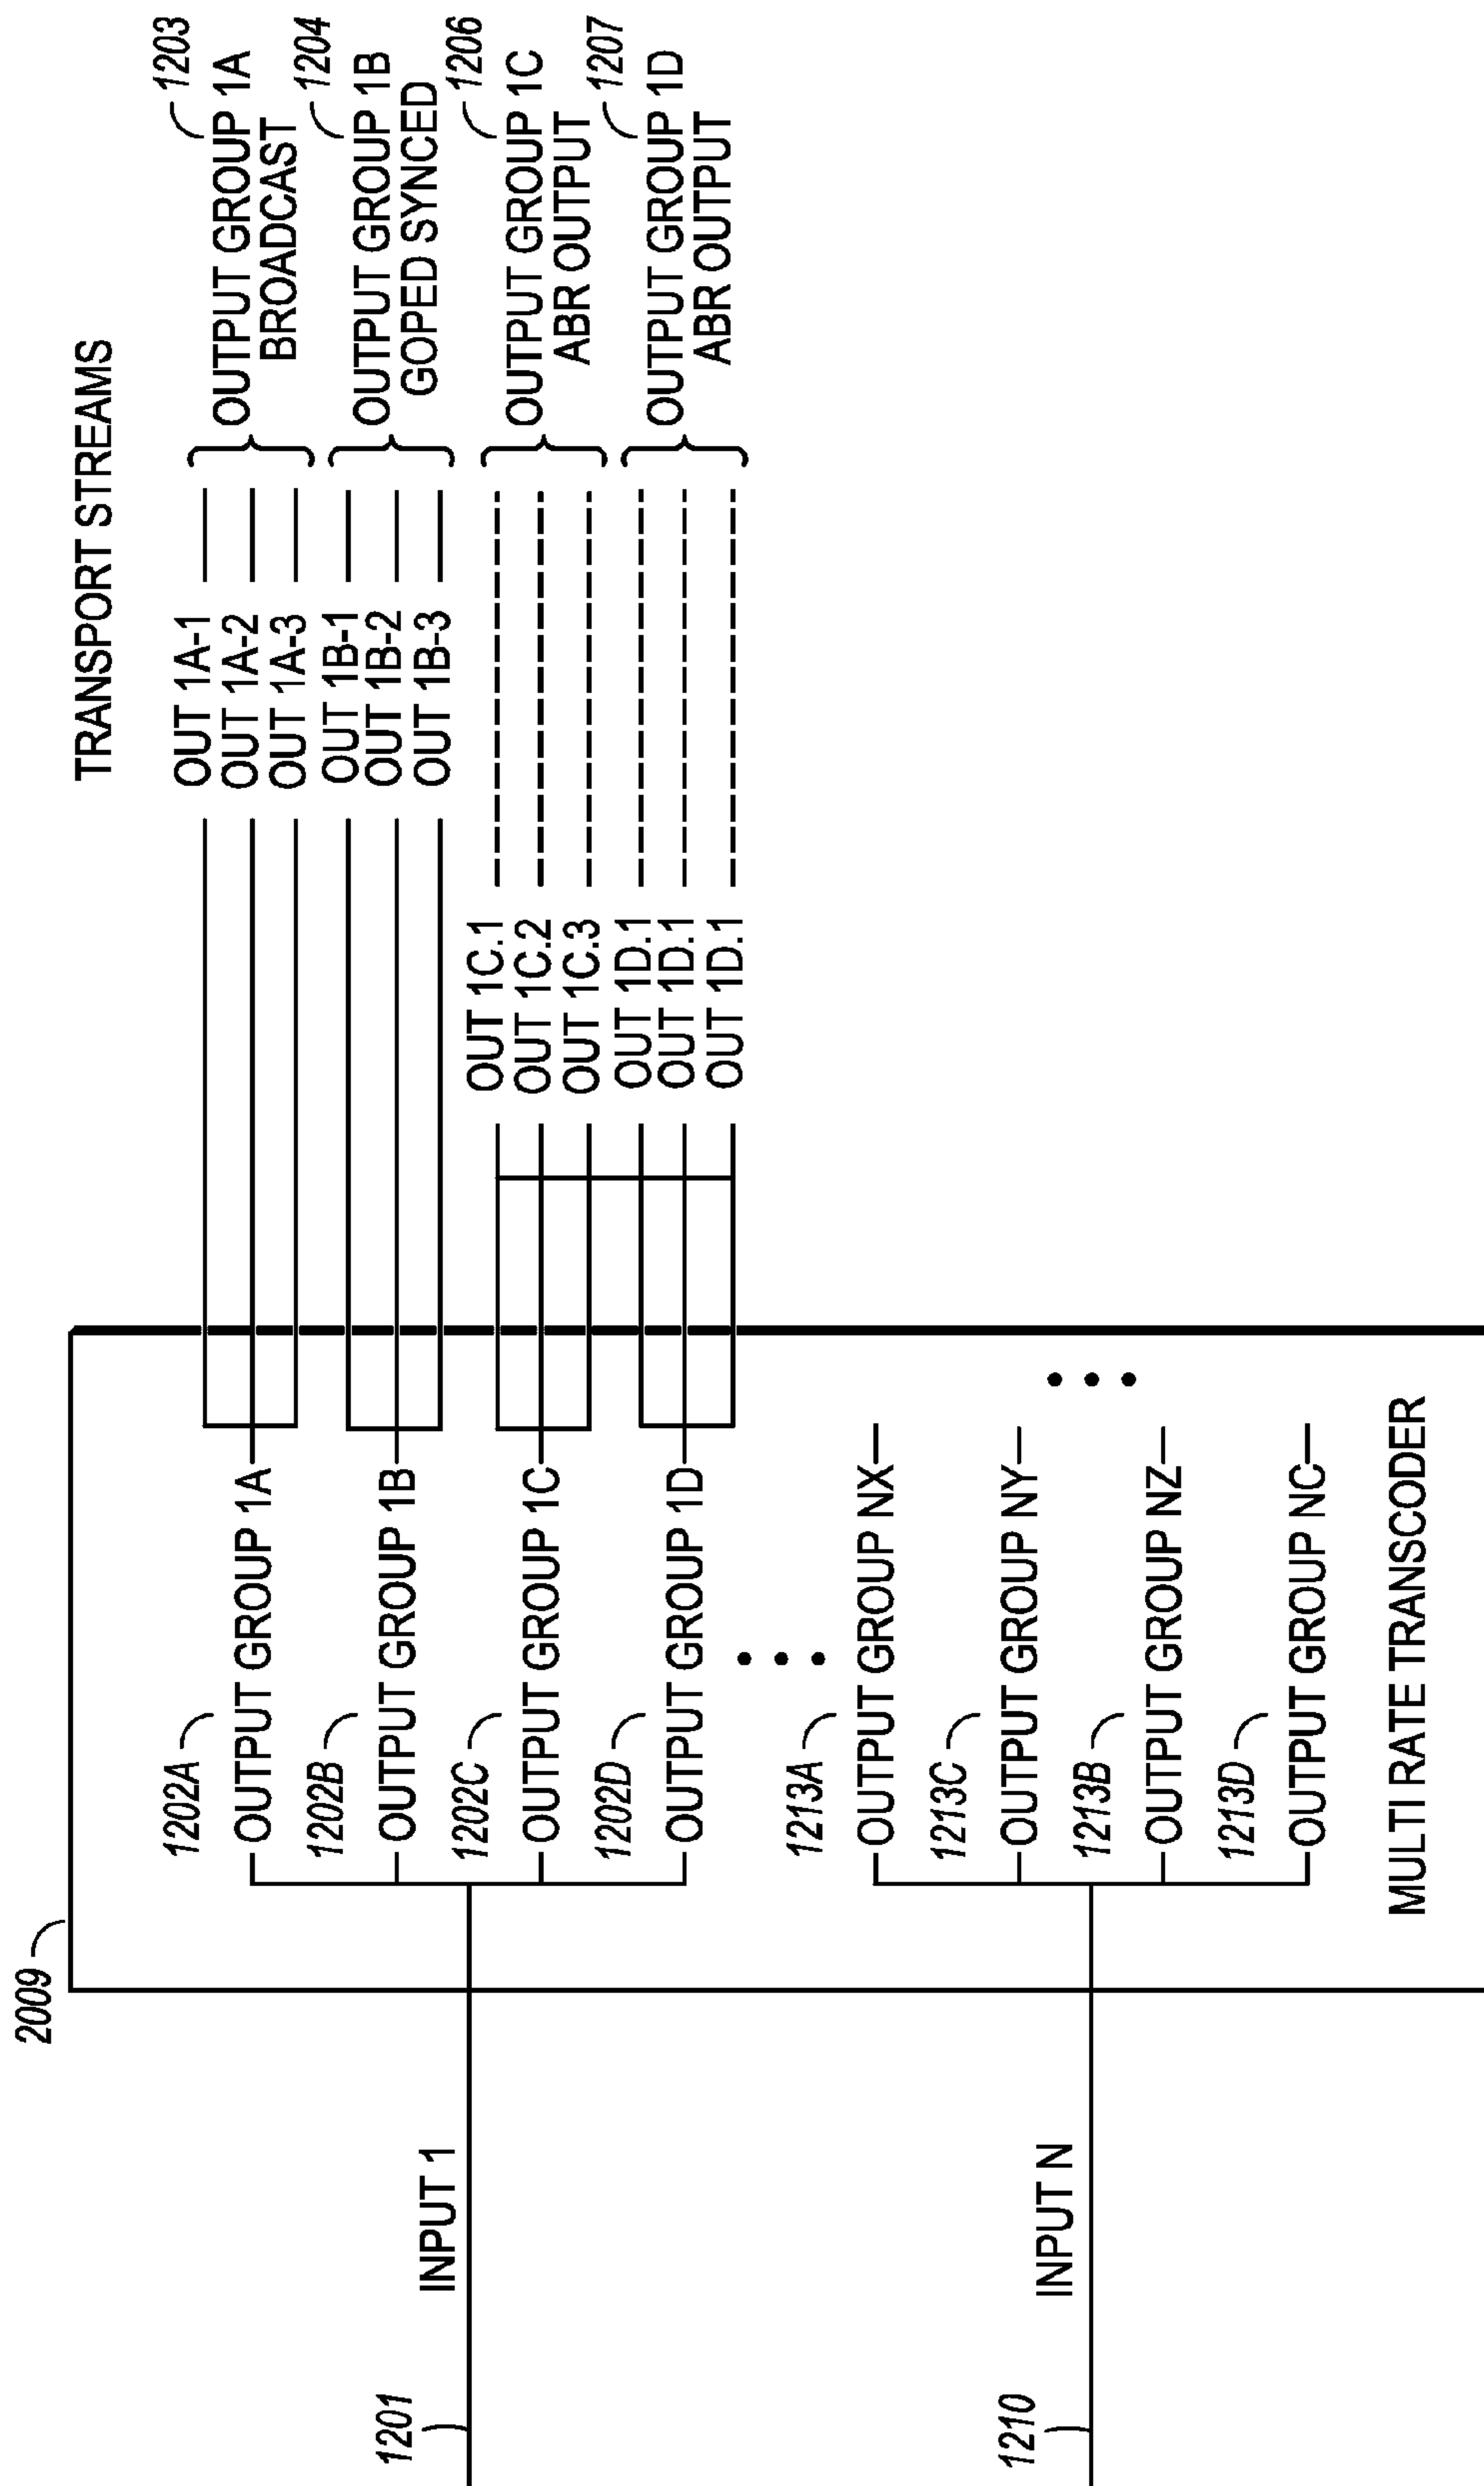 2009
1201
INPUT 1
1210
INPUT N
1202A
OUTPUT GROUP 1A
1202B
OUTPUT GROUP 1B
1202C
OUTPUT GROUP 1C
1202D
OUTPUT GROUP 1D
1213A
OUTPUT GROUP NX
1213C
OUTPUT GROUP NY
1213B
OUTPUT GROUP NZ
1213D
OUTPUT GROUP NC
MULTI RATE TRANSCODER
TRANSPORT STREAMS
OUT 1A-1
OUT 1A-2
OUT 1A-3
OUT 1B-1
OUT 1B-2
OUT 1B-3
OUT 1C.1
OUT 1C.2
OUT 1C.3
OUT 1D.1
OUT 1D.1
OUT 1D.1
1203
OUTPUT GROUP 1A
BROADCAST
1204
OUTPUT GROUP 1B
GOPED SYNCED
1206
OUTPUT GROUP 1C
ABR OUTPUT
1207
OUTPUT GROUP 1D
ABR OUTPUT